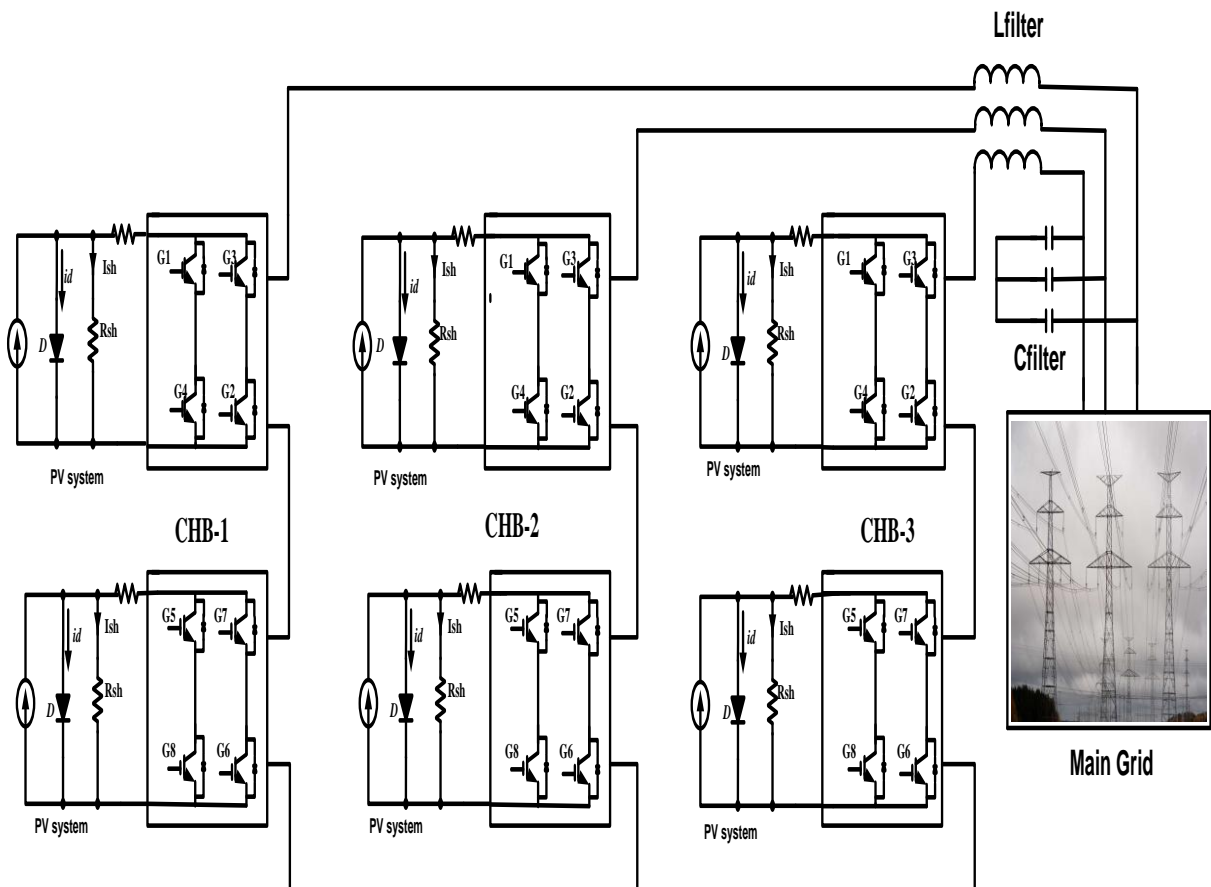 Lfilter
G1
G3
Ish
id
D
Rsh
G4
G2
PV system
G1
G3
Ish
id
D
Rsh
G4
G2
PV system
G1
G3
Ish
id
D
Rsh
G4
G2
PV system
Cfilter
CHB-1
CHB-2
CHB-3
G5
G7
Ish
id
D
Rsh
G8
G6
PV system
G5
G7
Ish
id
D
Rsh
G8
G6
PV system
G5
G7
Ish
id
D
Rsh
G8
G6
PV system
Main Grid